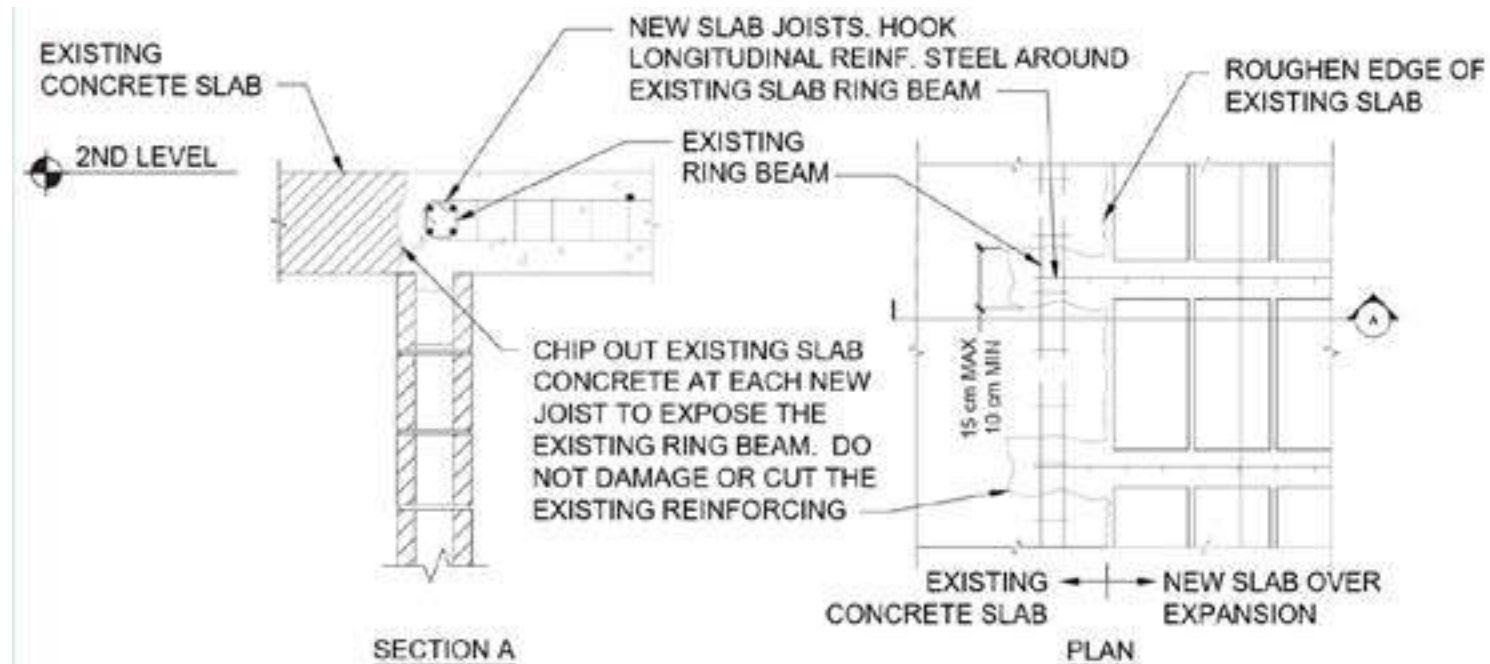 EXISTING
CONCRETE SLAB
2ND LEVEL
NEW SLAB JOISTS. HOOK
LONGITUDINAL REINF. STEEL AROUND
EXISTING SLAB RING BEAM
EXISTING
RING BEAM
ROUGHEN EDGE OF
EXISTING SLAB
CHIP OUT EXISTING SLAB
CONCRETE AT EACH NEW
JOIST TO EXPOSE THE
EXISTING RING BEAM. DO
NOT DAMAGE OR CUT THE
EXISTING REINFORCING
15 cm MAX
10 cm MIN
A
EXISTING
CONCRETE SLAB
NEW SLAB OVER
EXPANSION
SECTION A
PLAN